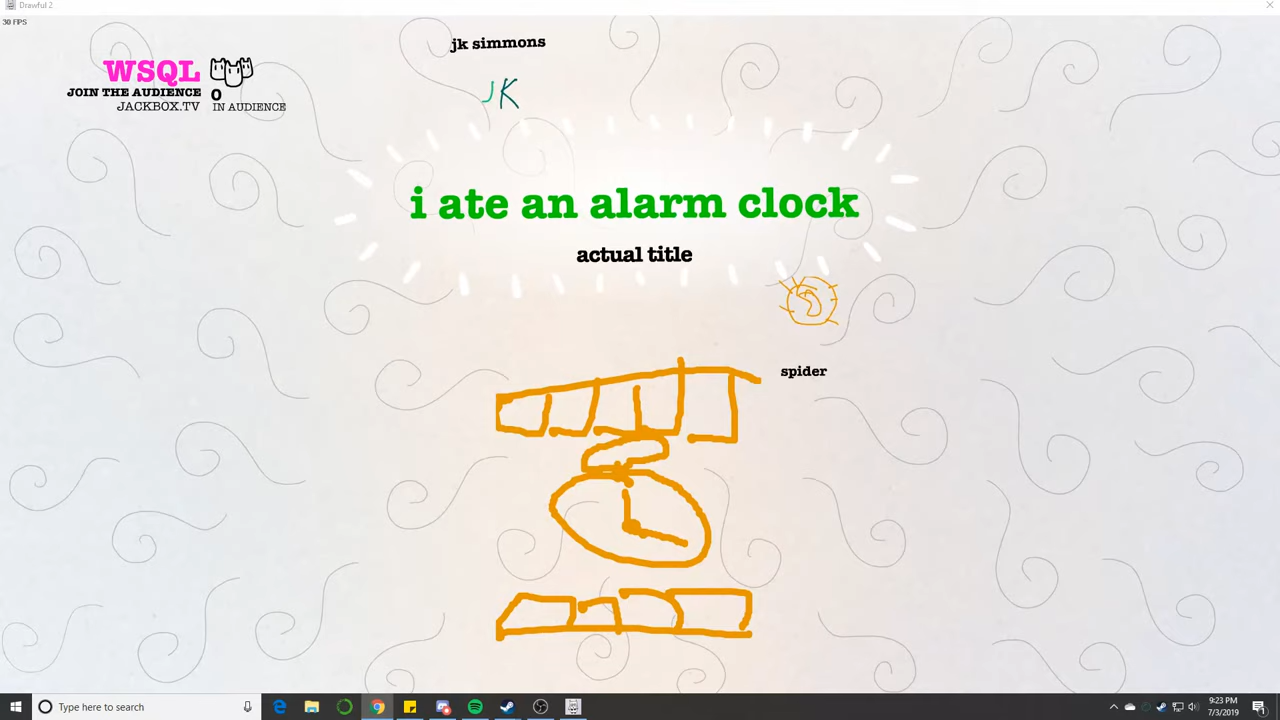 Drawful 2
30 FPS
jk simmons
WSQL
JOIN THE AUDIENCE
JACKBOX.TV
0
IN AUDIENCE
JK
i ate an alarm clock
actual title
spider
Type here to search
9:23 PM
7/3/2019